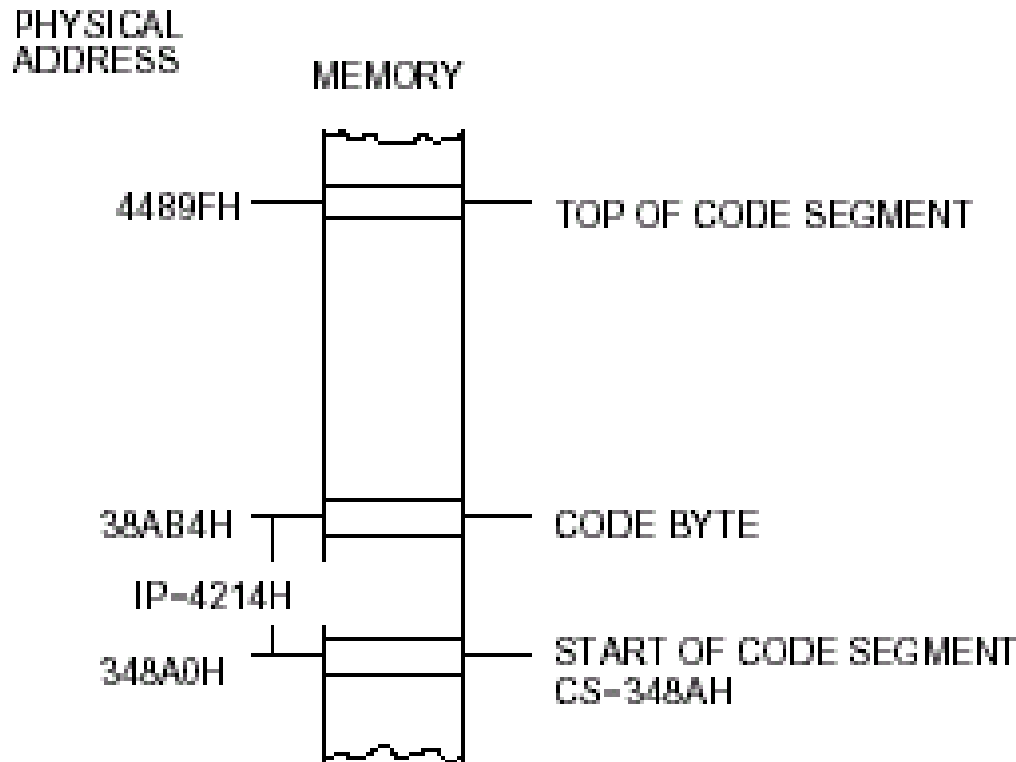 PHYSICAL
ADDRESS
MEMORY
4489FH
TOP OF CODE SEGMENT
38AB4H
CODE BYTE
IP=4214H
348A0H
START OF CODE SEGMENT
CS=348AH